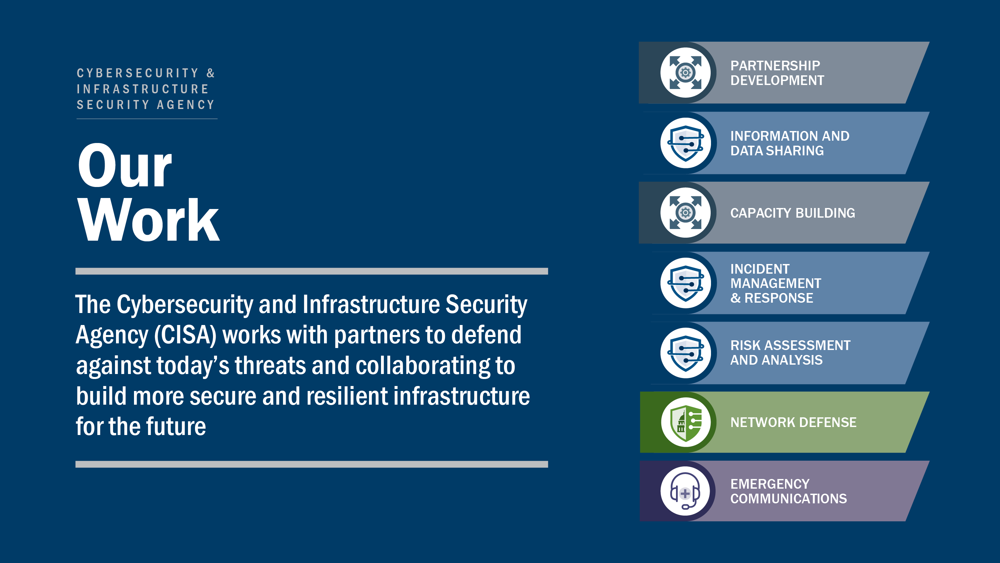 CYBERSECURITY &
INFRASTRUCTURE
SECURITY AGENCY
Our
Work
The Cybersecurity and Infrastructure Security
Agency (CISA) works with partners to defend
against today’s threats and collaborating to
build more secure and resilient infrastructure
for the future
PARTNERSHIP
DEVELOPMENT
INFORMATION AND
DATA SHARING
CAPACITY BUILDING
INCIDENT
MANAGEMENT
& RESPONSE
RISK ASSESSMENT
AND ANALYSIS
NETWORK DEFENSE
EMERGENCY
COMMUNICATIONS